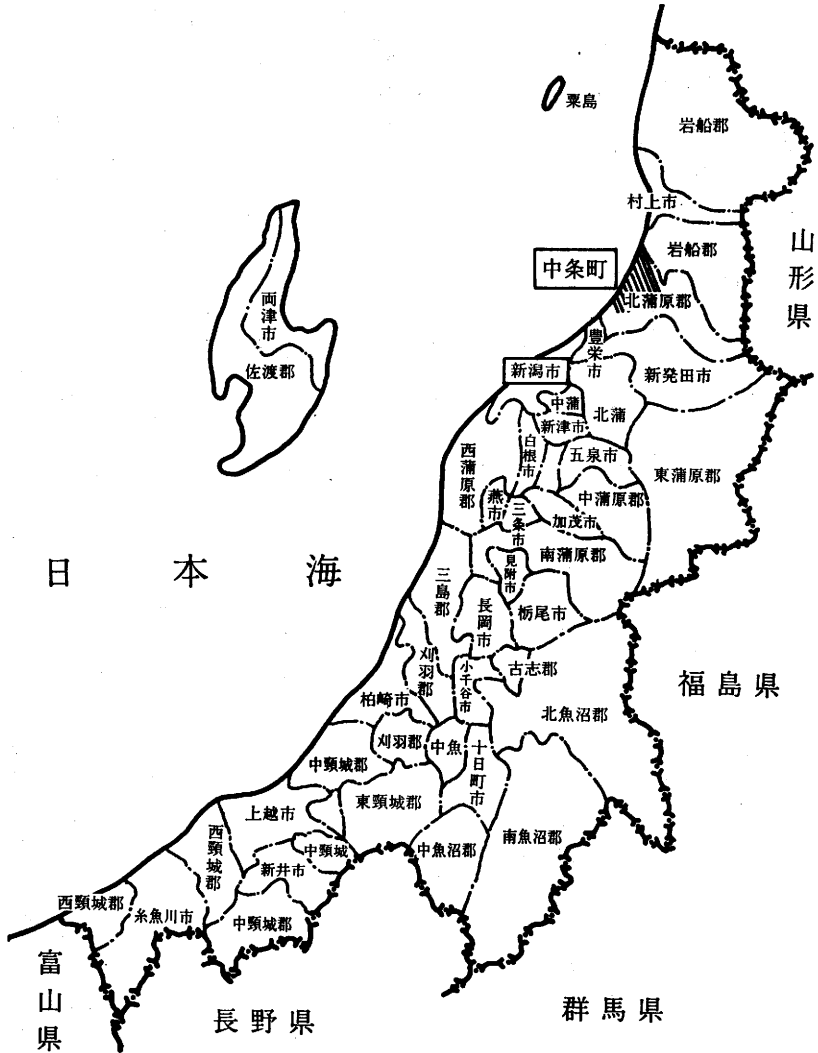 粟島
岩船郡
村上市
山形県
岩船郡
中条町
北蒲原郡
両津市
佐渡郡
豊栄市
新潟市
新発田市
中蒲
北蒲
新津市
白根市
五泉市
西蒲原郡
東蒲原郡
燕市
中蒲原郡
三条市
加茂市
南蒲原郡
見附市
日本海
三島郡
長岡市
栃尾市
刈羽郡
小千谷市
古志郡
福島県
柏崎市
北魚沼郡
刈羽郡
中魚
十日町市
中頸城郡
東頸城郡
上越市
西頸城郡
中頸城
中魚沼郡
南魚沼郡
新井市
西頸城郡
糸魚川市
中頸城郡
富山県
長野県
群馬県